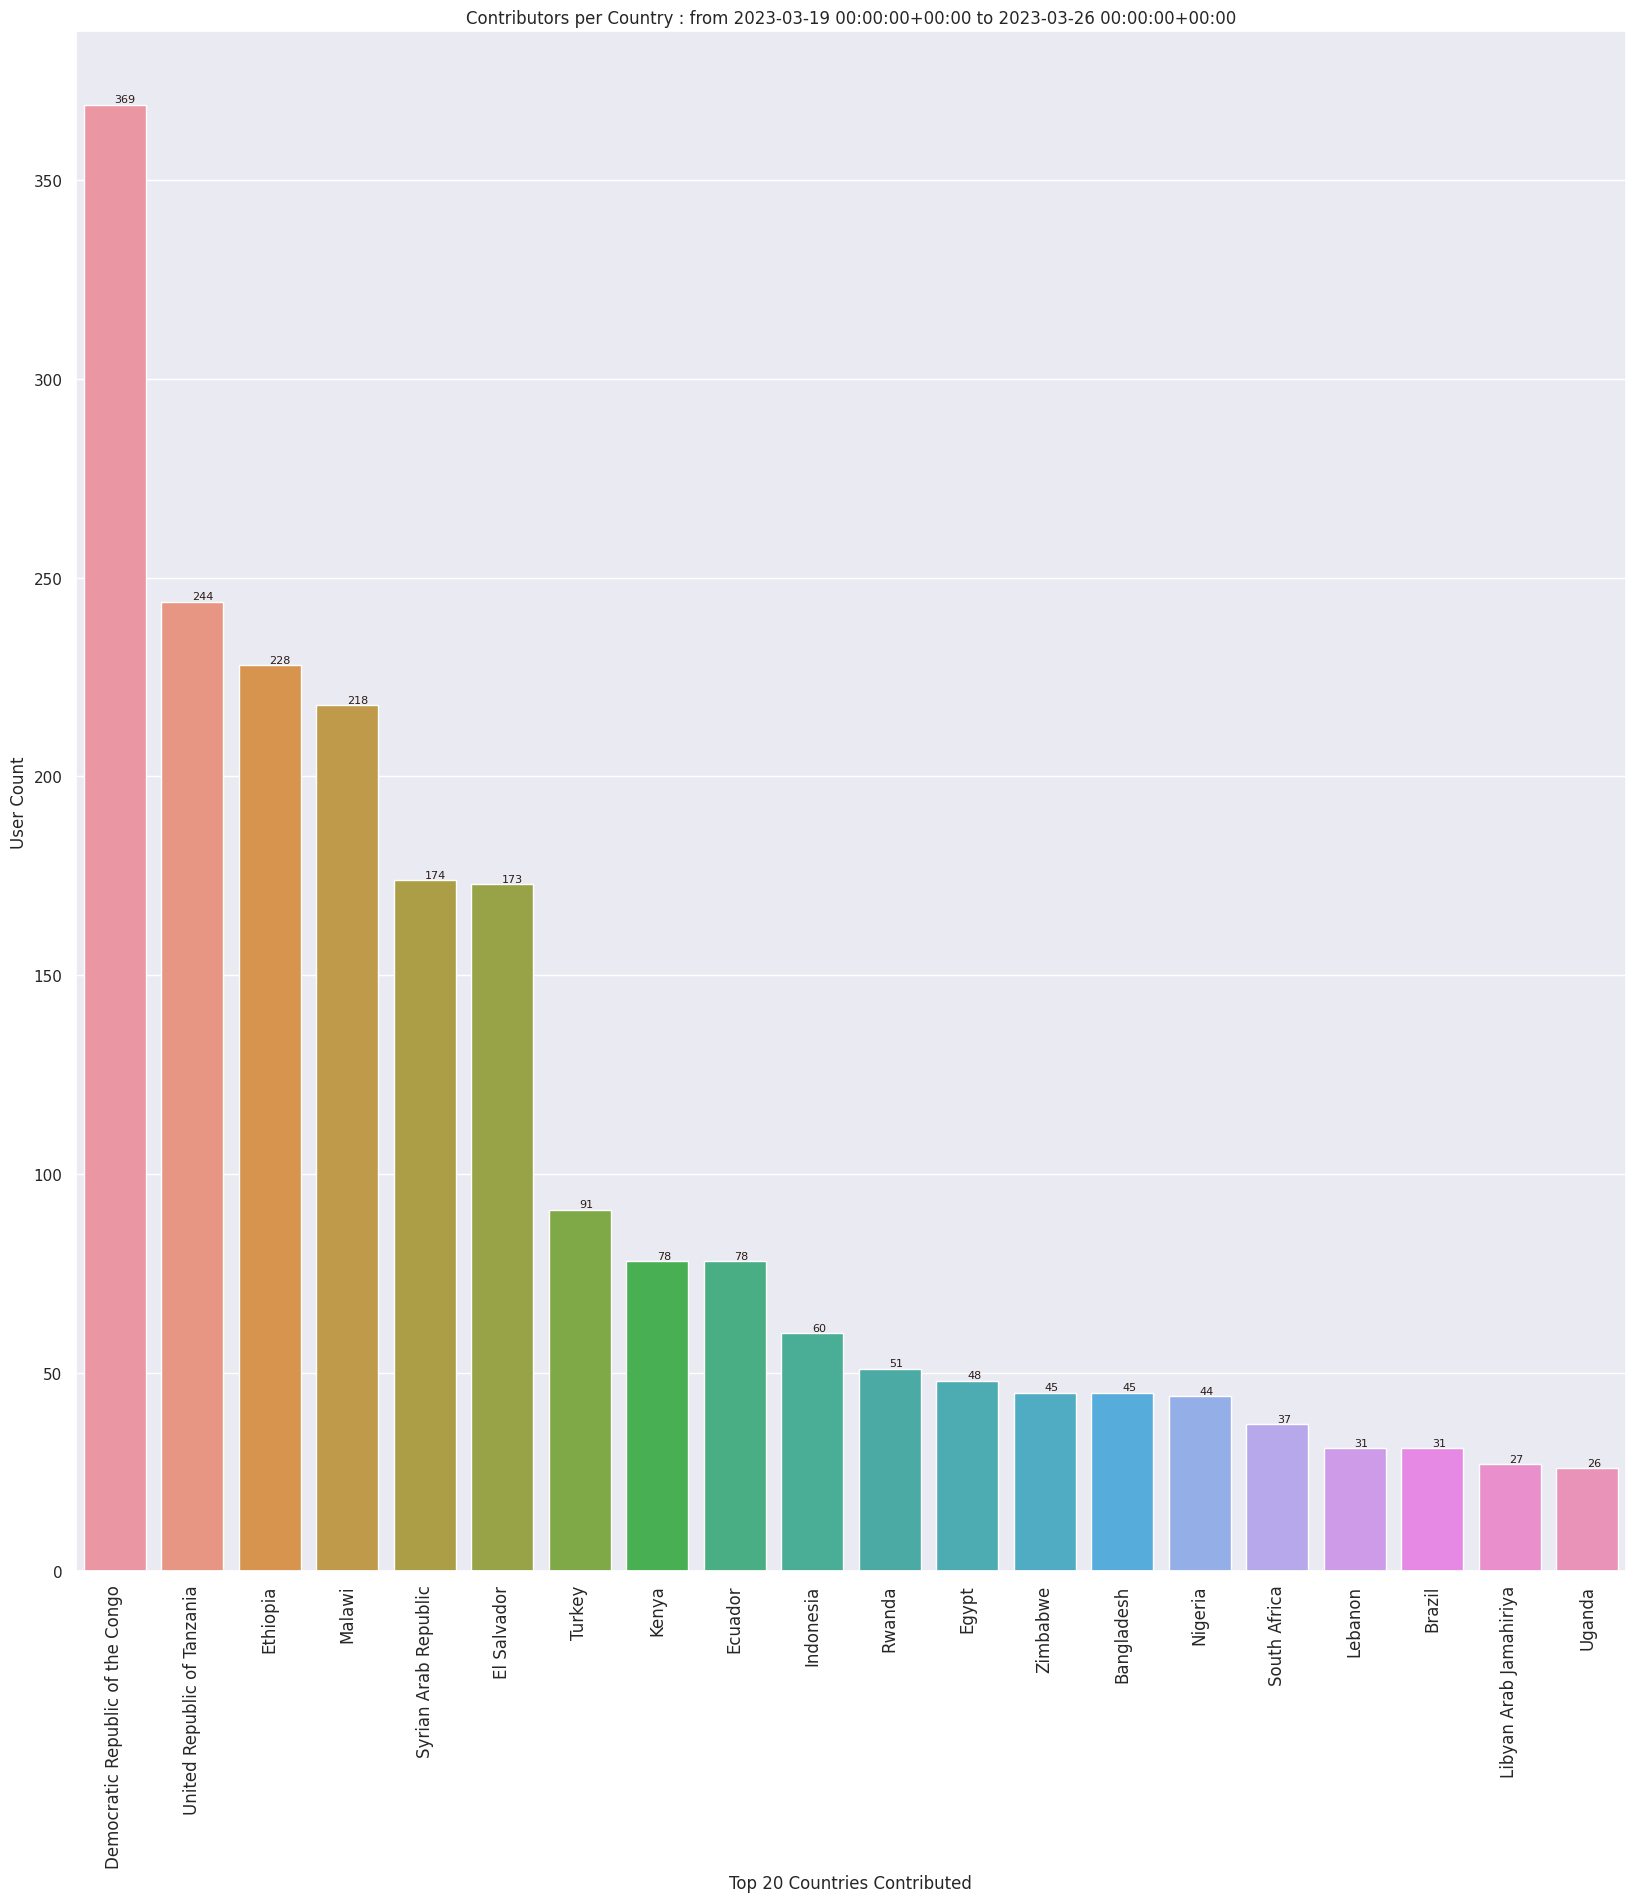 Contributors per Country : from 2023-03-19 00:00:00+00:00 to 2023-03-26 00:00:00+00:00
User Count
350
300
250
200
150
100
50
0
369
244
228
218
174
173
91
78
78
60
51
48
45
45
44
37
31
31
27
26
Democratic Republic of the Congo
United Republic of Tanzania
Ethiopia
Malawi
Syrian Arab Republic
El Salvador
Turkey
Kenya
Ecuador
Indonesia
Rwanda
Egypt
Zimbabwe
Bangladesh
Nigeria
South Africa
Lebanon
Brazil
Libyan Arab Jamahiriya
Uganda
Top 20 Countries Contributed